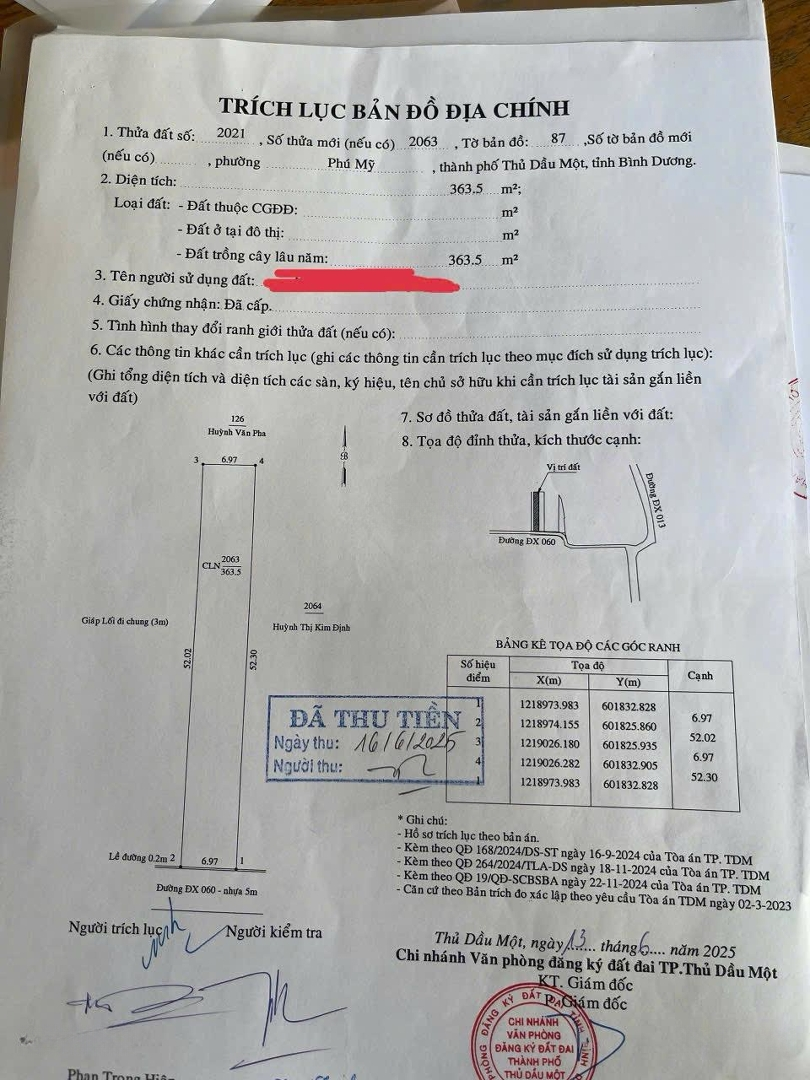 TRÍCH LỤC BẢN ĐỒ ĐỊA CHÍNH
1. Thửa đất số: 2021, Số thửa mới (nếu có) 2063, Tờ bản đồ: 87, Số tờ bản đồ mới
(nếu có), phường Phú Mỹ, thành phố Thủ Dầu Một, tỉnh Bình Dương.
2. Diện tích: 363.5 m²;
Loại đất: - Đất thuộc CGĐĐ: m²
- Đất ở tại đô thị: m²
- Đất trồng cây lâu năm: 363.5 m²
3. Tên người sử dụng đất:
4. Giấy chứng nhận: Đã cấp.
5. Tình hình thay đổi ranh giới thửa đất (nếu có):
6. Các thông tin khác cần trích lục (ghi các thông tin cần trích lục theo mục đích sử dụng trích lục):
(Ghi tổng diện tích và diện tích các sàn, ký hiệu, tên chủ sở hữu khi cần trích lục tài sản gắn liền
với đất)
7. Sơ đồ thửa đất, tài sản gắn liền với đất:
8. Tọa độ đỉnh thửa, kích thước cạnh:
126
Huỳnh Văn Pha
3 6.97 4
B
CLN 2063
363.5
Giáp Lối đi chung (3m)
2064
Huỳnh Thị Kim Định
52.02
52.30
Lề đường 0.2m 2 6.97 1
Đường ĐX 060 - nhựa 5m
Vị trí đất
Đường ĐX 013
Đường ĐX 060
BẢNG KÊ TỌA ĐỘ CÁC GÓC RANH
Số hiệu điểm Tọa độ Cạnh
X(m) Y(m)
1 1218973.983 601832.828
6.97
2 1218974.155 601825.860
52.02
3 1219026.180 601825.935
6.97
4 1219026.282 601832.905
52.30
1 1218973.983 601832.828
ĐÃ THU TIỀN
Ngày thu: 16/6/2025
Người thu:
* Ghi chú:
- Hồ sơ trích lục theo bản án.
- Kèm theo QĐ 168/2024/DS-ST ngày 16-9-2024 của Tòa án TP. TDM
- Kèm theo QĐ 264/2024/TLA-DS ngày 18-11-2024 của Tòa án TP. TDM
- Kèm theo QĐ 19/QĐ-SCBSBA ngày 22-11-2024 của Tòa án TP. TDM
- Căn cứ theo Bản trích đo xác lập theo yêu cầu Tòa án TDM ngày 02-3-2023
Người trích lục Người kiểm tra
Thủ Dầu Một, ngày 13 tháng 6 năm 2025
Chi nhánh Văn phòng đăng ký đất đai TP.Thủ Dầu Một
KT. Giám đốc
P. Giám đốc
CHI NHÁNH
VĂN PHÒNG
ĐĂNG KÝ ĐẤT ĐAI
THÀNH PHỐ
THỦ DẦU MỘT
Phan Trọng